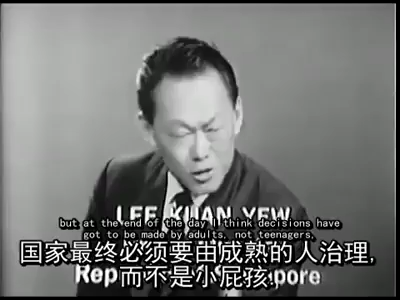 LEE KUAN YEW
but at the end of the day I think decisions have
got to be made by adults, not teenagers,
国家最终必须要由成熟的人治理,
Rep
pore
而不是小屁孩.